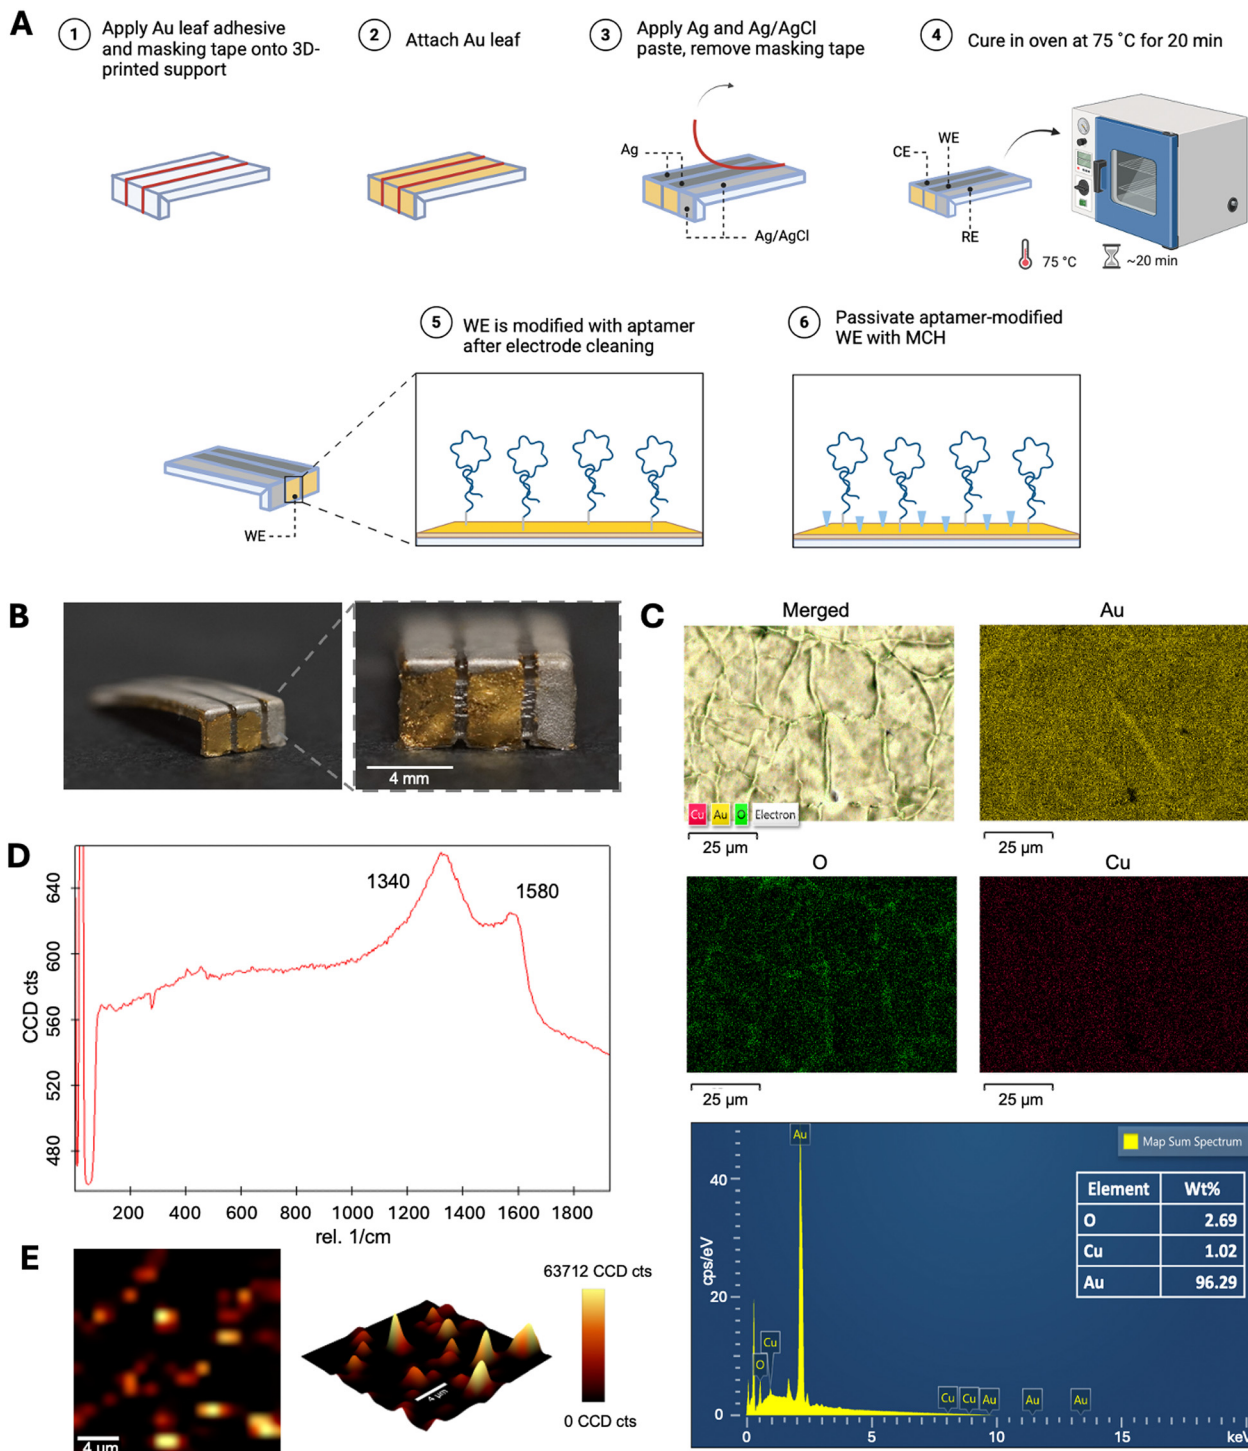 A
1 Apply Au leaf adhesive
and masking tape onto 3D-
printed support
2 Attach Au leaf
3 Apply Ag and Ag/AgCl
paste, remove masking tape
4 Cure in oven at 75 ˚C for 20 min
Ag
Ag/AgCl
CE
WE
RE
75 ˚C
~20 min
5 WE is modified with aptamer
after electrode cleaning
6 Passivate aptamer-modified
WE with MCH
WE
B
4 mm
C
Merged
Au
Cu Au O Electron
25 µm
25 µm
O
Cu
25 µm
25 µm
D
1340
1580
CCD cts
640
600
560
520
480
200 400 600 800 1000 1200 1400 1600 1800
rel. 1/cm
Au
Map Sum Spectrum
Element Wt%
O 2.69
Cu 1.02
Au 96.29
cps/eV
40
20
0
Cu
O
Cu Cu Au Au Au
0 5 10 15 keV
E
4 µm
4 µm
63712 CCD cts
0 CCD cts